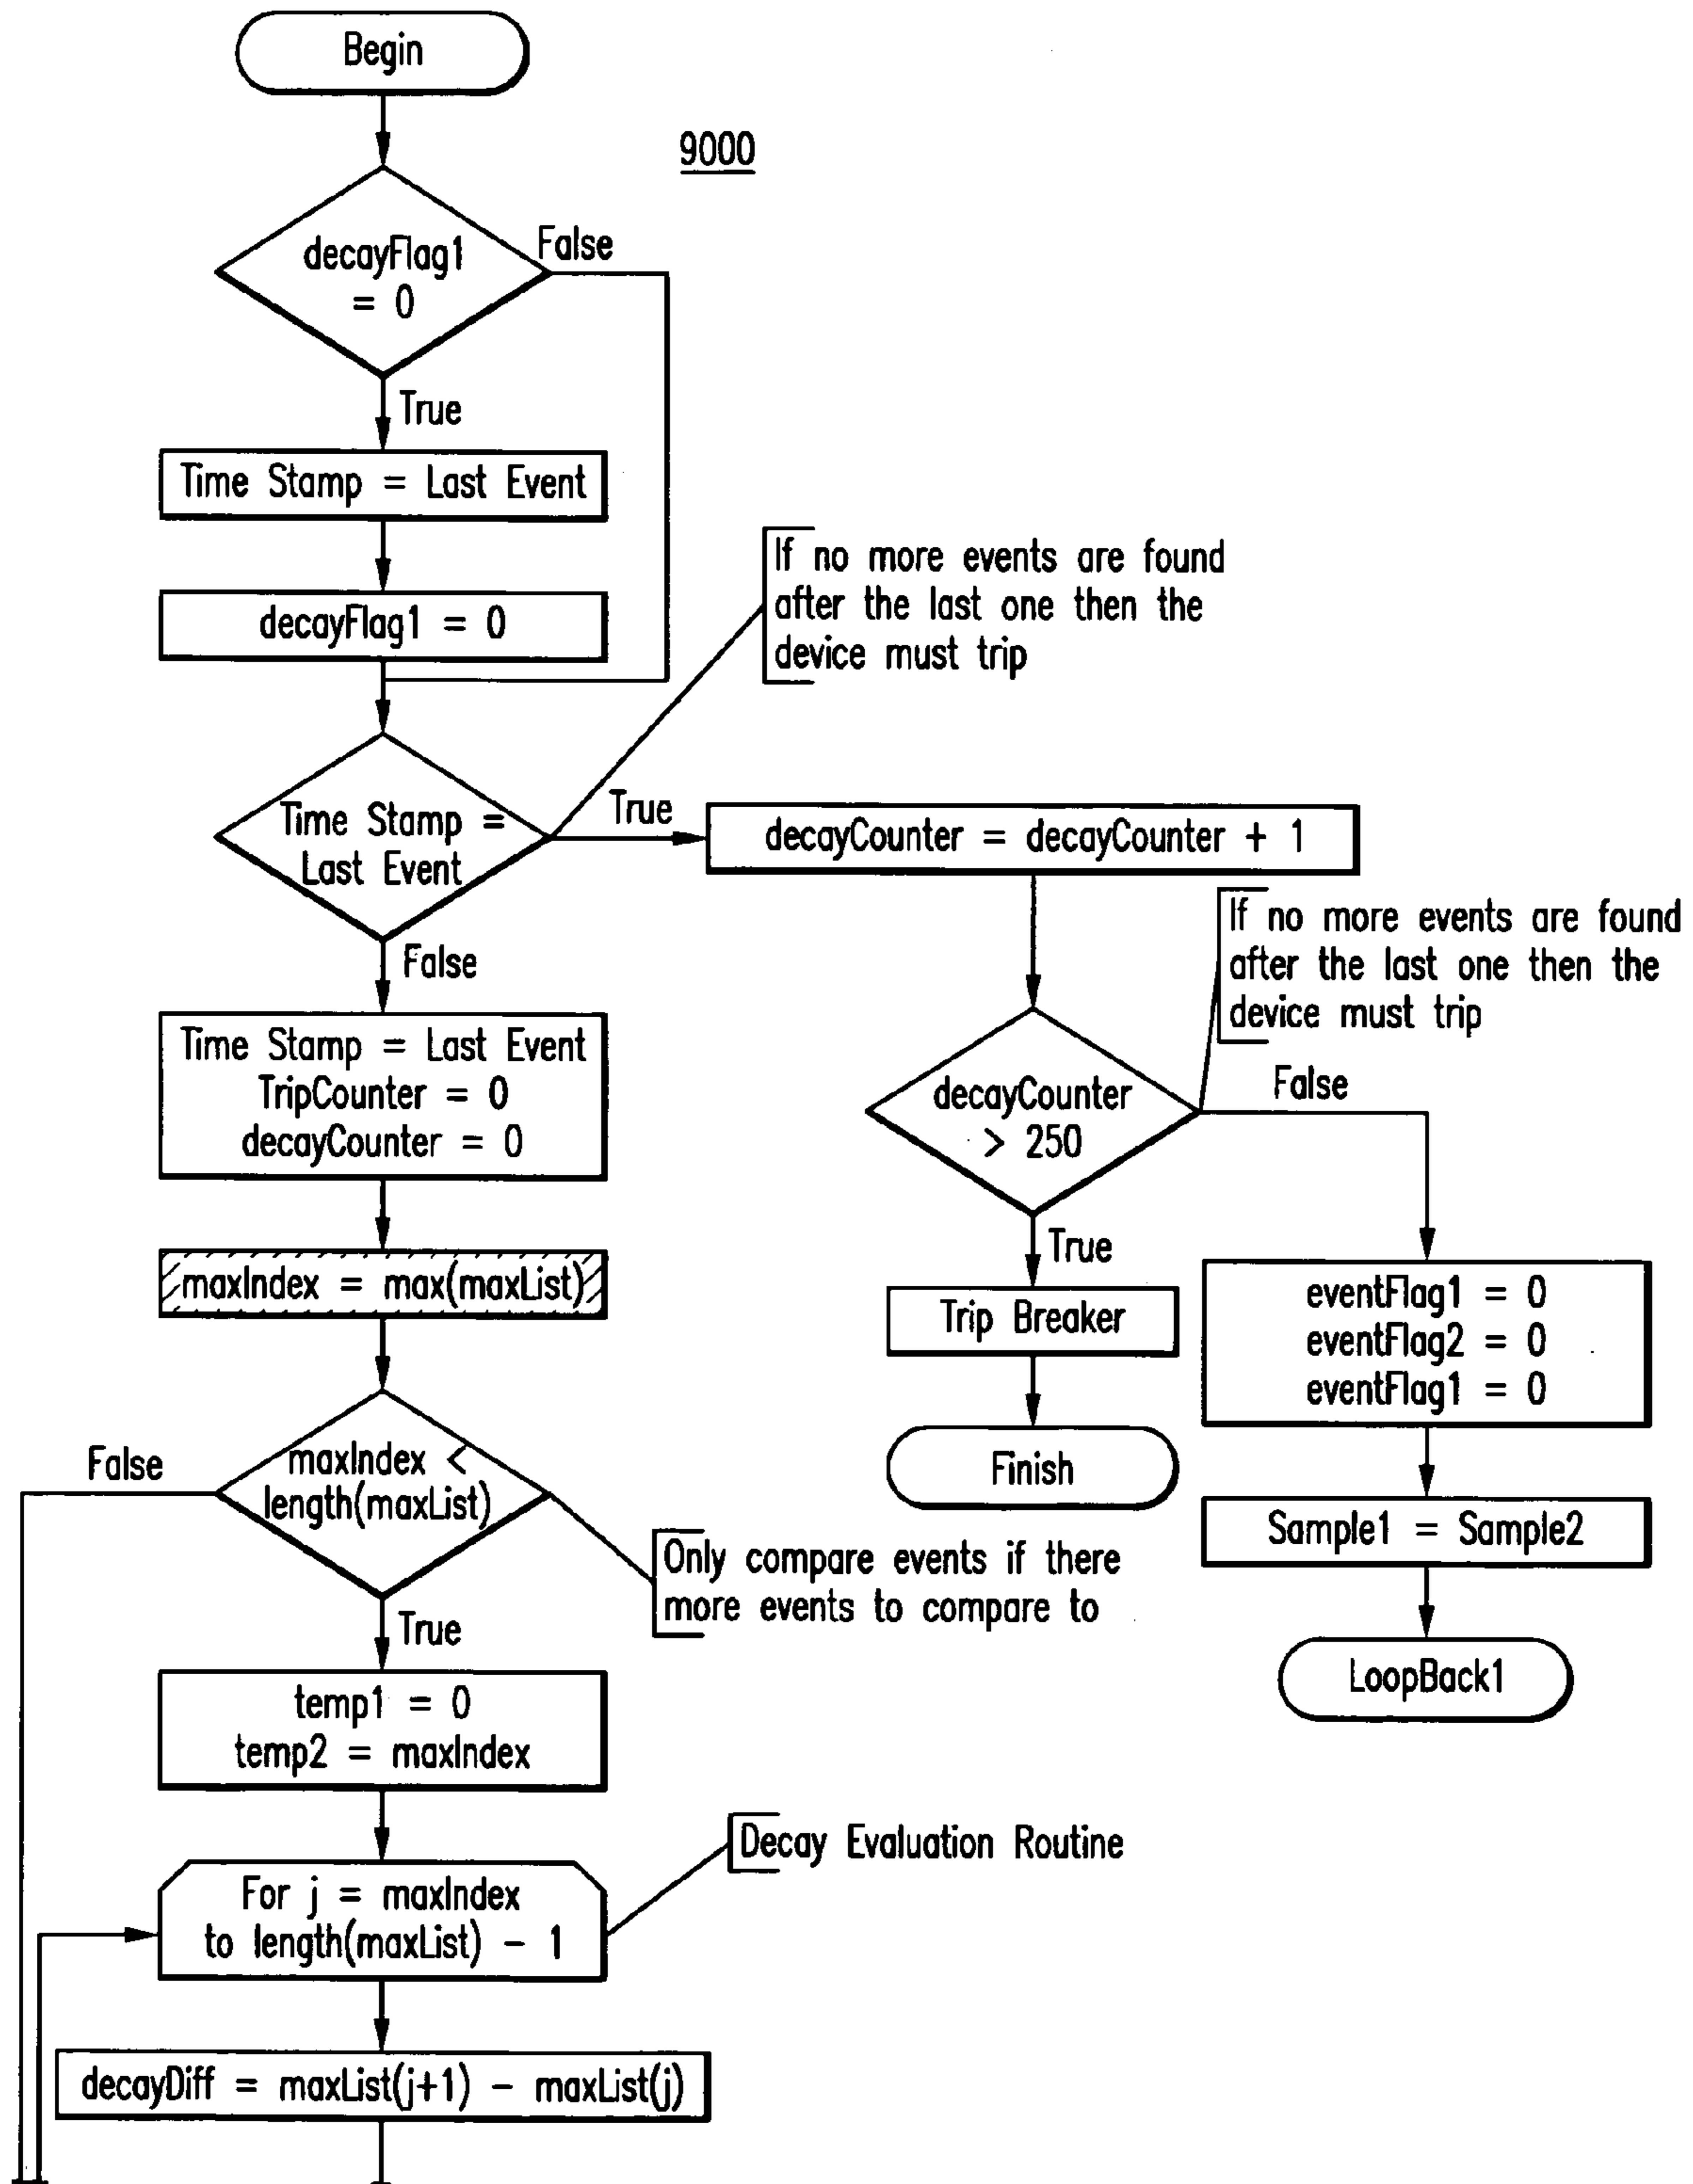 Begin
9000
decayFlag1
= 0
False
True
Time Stamp = Last Event
decayFlag1 = 0
If no more events are found
after the last one then the
device must trip
Time Stamp =
Last Event
True
decayCounter = decayCounter + 1
False
If no more events are found
after the last one then the
device must trip
Time Stamp = Last Event
TripCounter = 0
decayCounter = 0
decayCounter
> 250
False
True
maxIndex = max(maxList)
Trip Breaker
eventFlag1 = 0
eventFlag2 = 0
eventFlag1 = 0
Finish
False
maxIndex <
length(maxList)
Sample1 = Sample2
Only compare events if there
more events to compare to
True
LoopBack1
temp1 = 0
temp2 = maxIndex
Decay Evaluation Routine
For j = maxIndex
to length(maxList) - 1
decayDiff = maxList(j+1) - maxList(j)